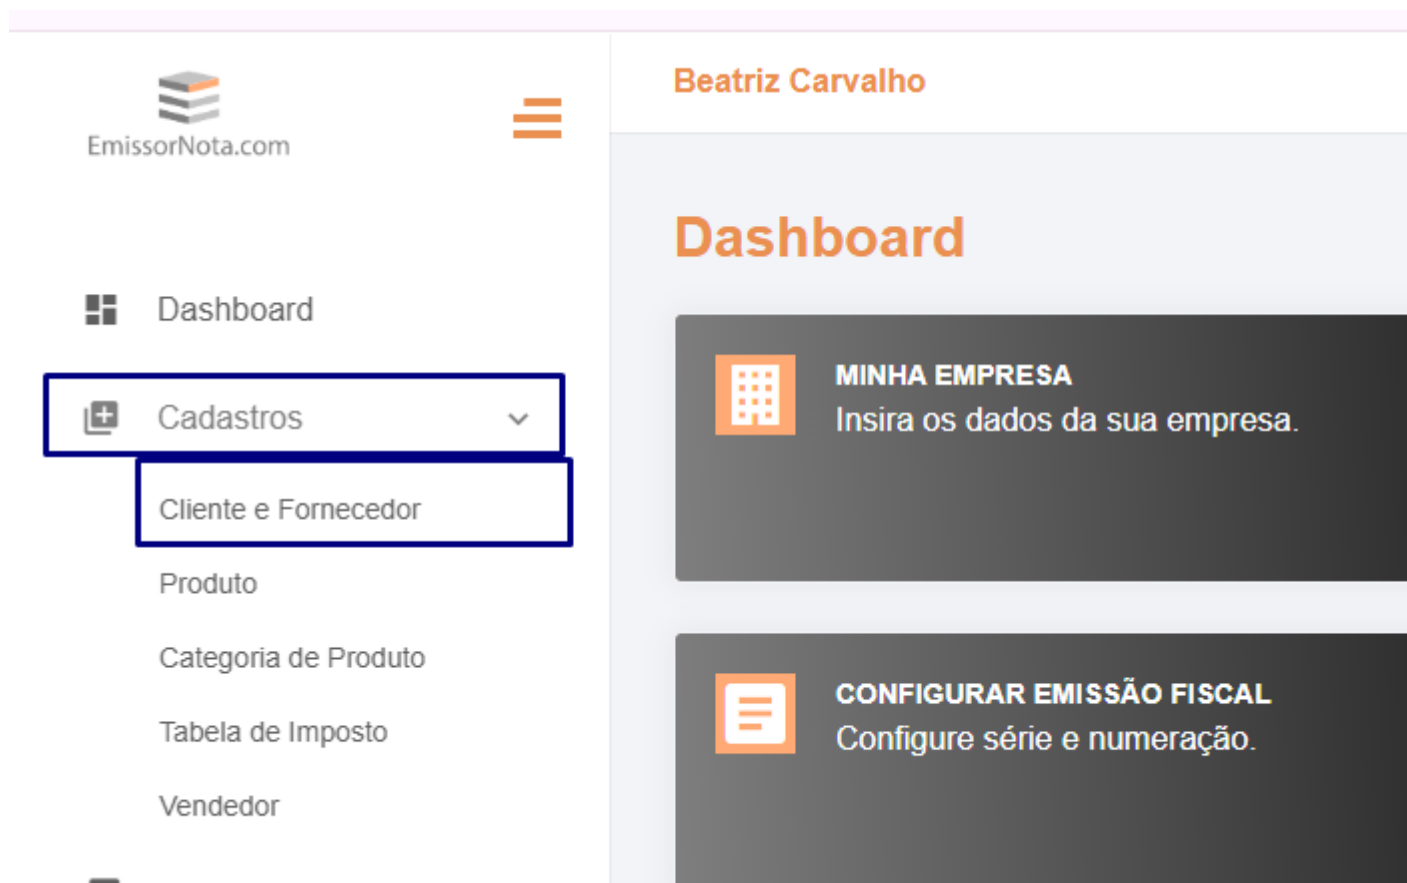 EmissorNota.com
Beatriz Carvalho
Dashboard
Dashboard
Cadastros
Cliente e Fornecedor
Produto
Categoria de Produto
Tabela de Imposto
Vendedor
MINHA EMPRESA
Insira os dados da sua empresa.
CONFIGURAR EMISSÃO FISCAL
Configure série e numeração.